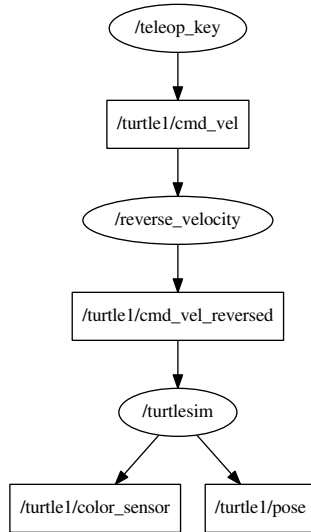 /teleop_key
/turtle1/cmd_vel
/reverse_velocity
/turtle1/cmd_vel_reversed
/turtlesim
/turtle1/color_sensor
/turtle1/pose